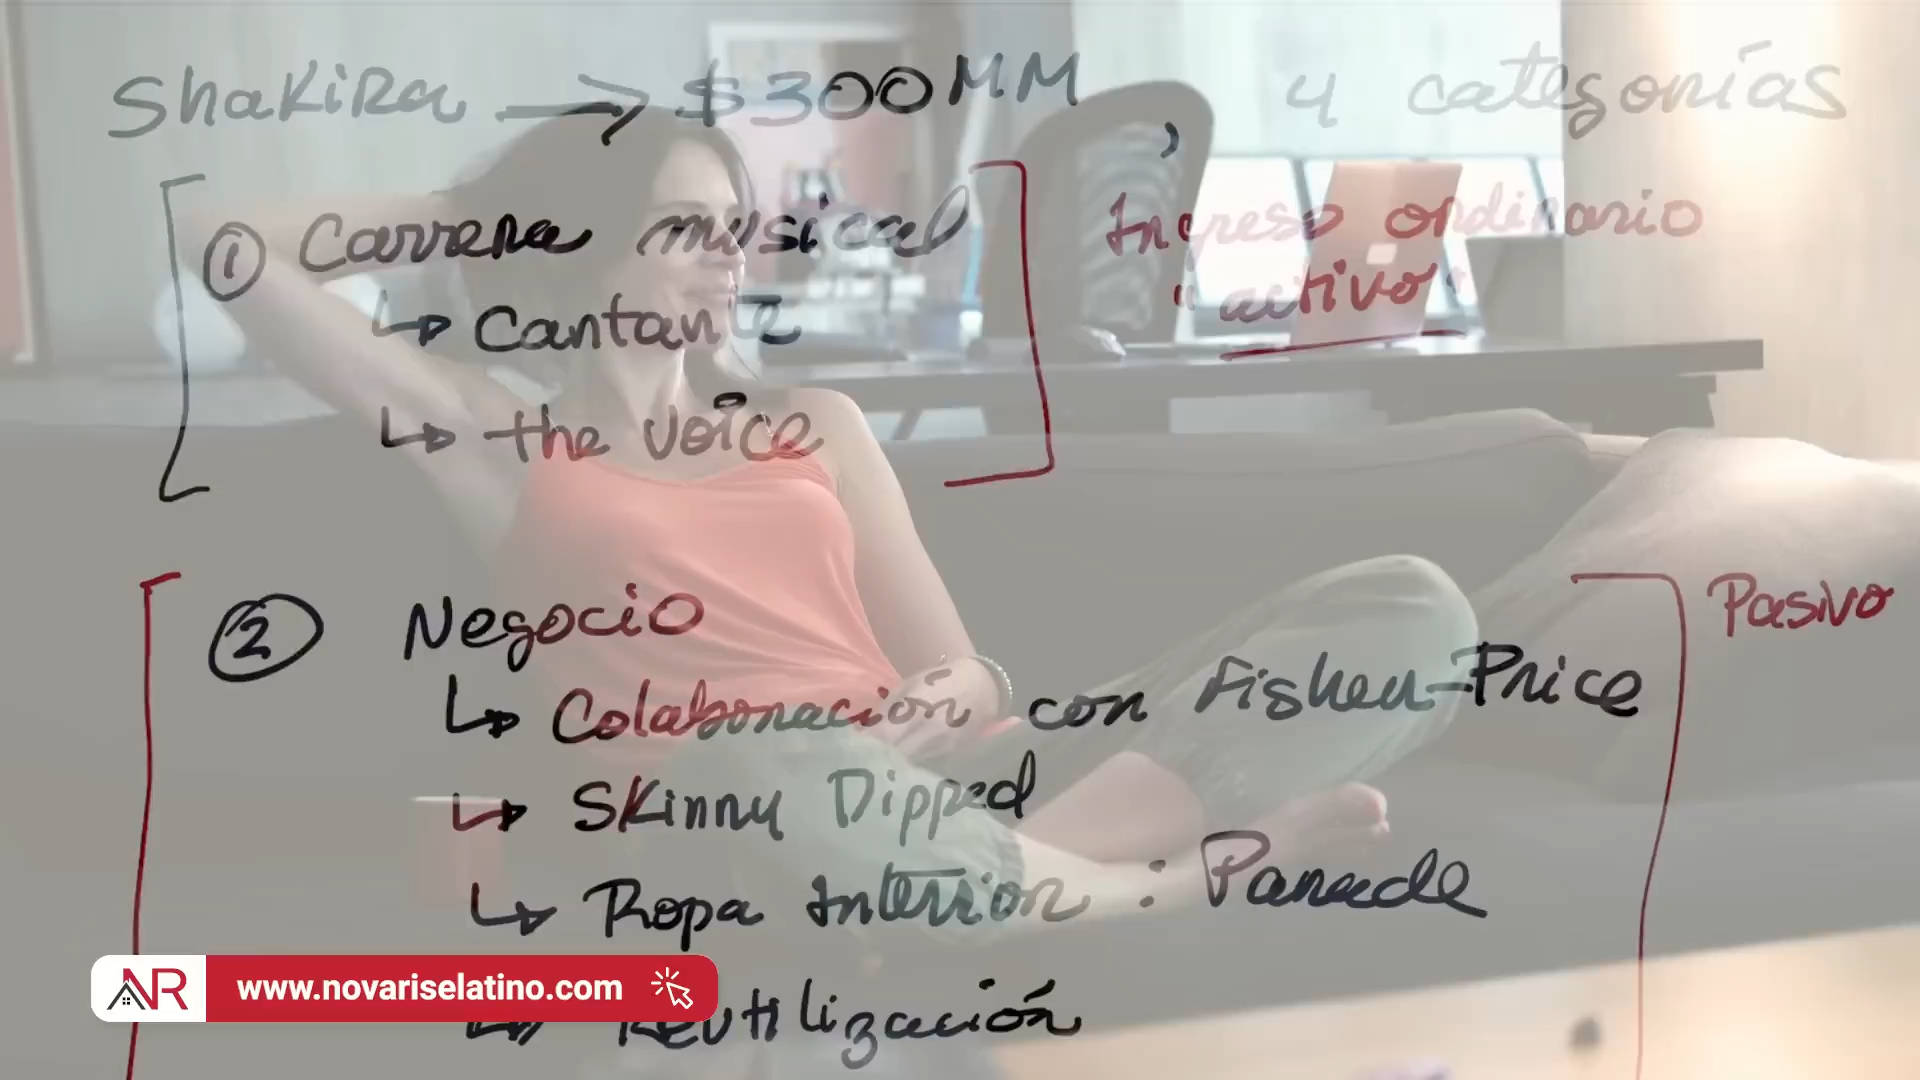 Shakira → $300MM, 4 categorías
① Carrera musical
Ingreso ordinario
↳ Cantante
"activo"
↳ the voice
② Negocio
Pasivo
↳ Colaboración con Fisher-Price
↳ Skinny Dipped
↳ Ropa Interior : Parade
↳ Reutilización
NR www.novariselatino.com